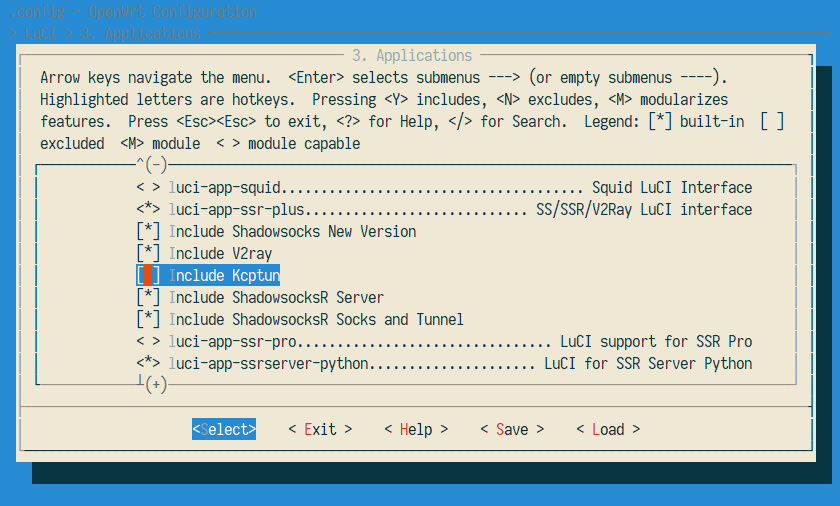 .config - OpenWrt Configuration
> LuCI > 3. Applications
3. Applications
Arrow keys navigate the menu.  <Enter> selects submenus ---> (or empty submenus ----).
Highlighted letters are hotkeys.  Pressing <Y> includes, <N> excludes, <M> modularizes
features.  Press <Esc><Esc> to exit, <?> for Help, </> for Search.  Legend: [*] built-in  [ ]
excluded  <M> module  < > module capable
^(-)
< > luci-app-squid...................................... Squid LuCI Interface
<*> luci-app-ssr-plus............................ SS/SSR/V2Ray LuCI interface
[*] Include Shadowsocks New Version
[*] Include V2ray
[ ] Include Kcptun
[*] Include ShadowsocksR Server
[*] Include ShadowsocksR Socks and Tunnel
< > luci-app-ssr-pro................................ LuCI support for SSR Pro
<*> luci-app-ssrserver-python..................... LuCI for SSR Server Python
(+)
<Select>    < Exit >    < Help >    < Save >    < Load >